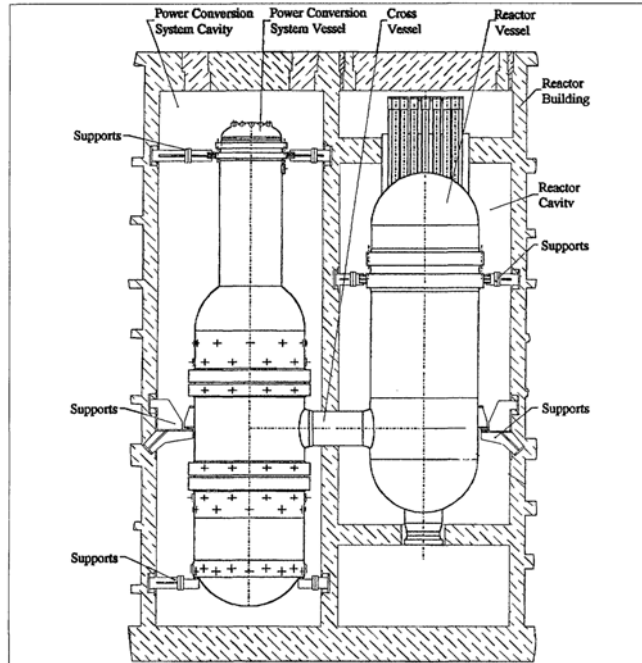 Power Conversion
System Cavity
Power Conversion
System Vessel
Cross
Vessel
Reactor
Vessel
Reactor
Building
Supports
Reactor
Cavity
Supports
Supports
Supports
Supports